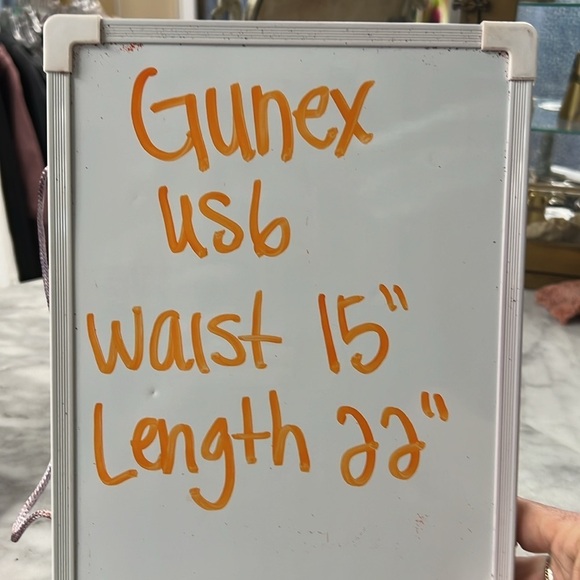 Gunex
US6
Waist 15"
Length 22"